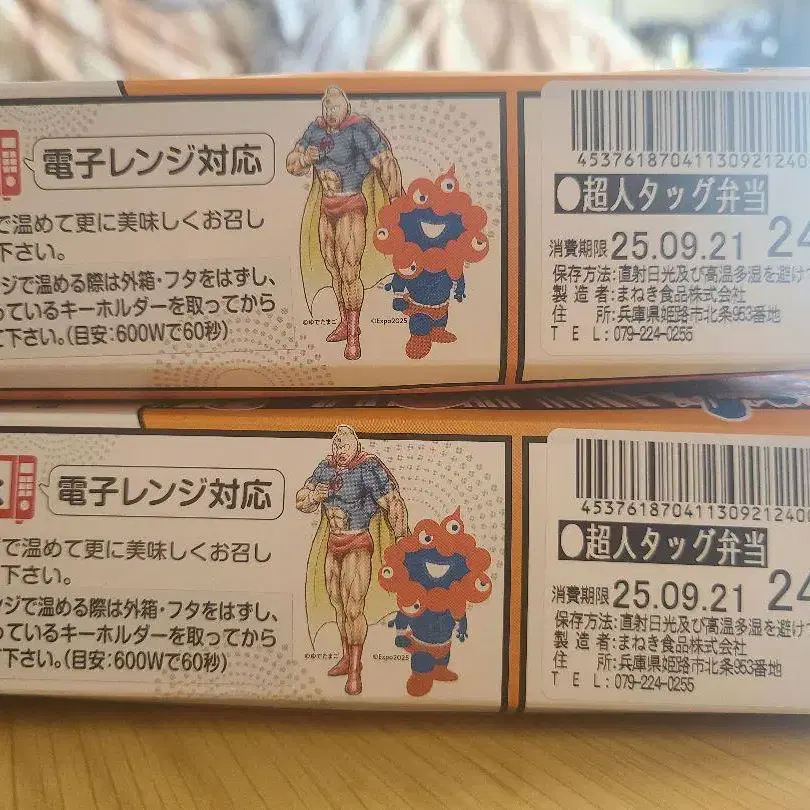 電子レンジ対応
で温めて更に美味しくお召し
下さい。
ジで温める際は外箱・フタをはずし、
っているキーホルダーを取ってから
て下さい。(目安:600Wで60秒)
©ゆでたまご
©Expo2025
453761870411309212400
●超人タッグ弁当
消費期限 25.09.21 24
保存方法:直射日光及び高温多湿を避け
製造者:まねき食品株式会社
住 所:兵庫県姫路市北条953番地
TEL:079-224-0255
電子レンジ対応
で温めて更に美味しくお召し
下さい。
ンジで温める際は外箱・フタをはずし、
っているキーホルダーを取ってから
て下さい。(目安:600Wで60秒)
©ゆでたまご
©Expo2025
453761870411309212400
○超人タッグ弁当
消費期限 25.09.21 24
保存方法:直射日光及び高温多湿を避けて
製造者:まねき食品株式会社
住 所:兵庫県姫路市北条953番地
TEL:079-224-0255